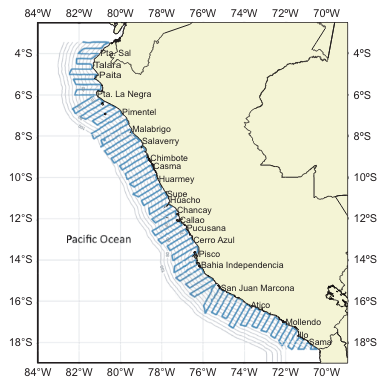 84°W 82°W 80°W 78°W 76°W 74°W 72°W 70°W
4°S 4°S
Pta. Sal
Talara
Paita
6°S 6°S
Pta. La Negra
Pimentel
8°S 8°S
Malabrigo
Salaverry
Chimbote
10°S 10°S
Casma
Huarmey
Supe
Huacho
12°S 12°S
Chancay
Callao
Pucusana
Cerro Azul
14°S 14°S
Pisco
Pacific Ocean
Bahia Independencia
San Juan Marcona
16°S 16°S
Atico
Mollendo
Ilo
18°S 18°S
Sama
84°W 82°W 80°W 78°W 76°W 74°W 72°W 70°W